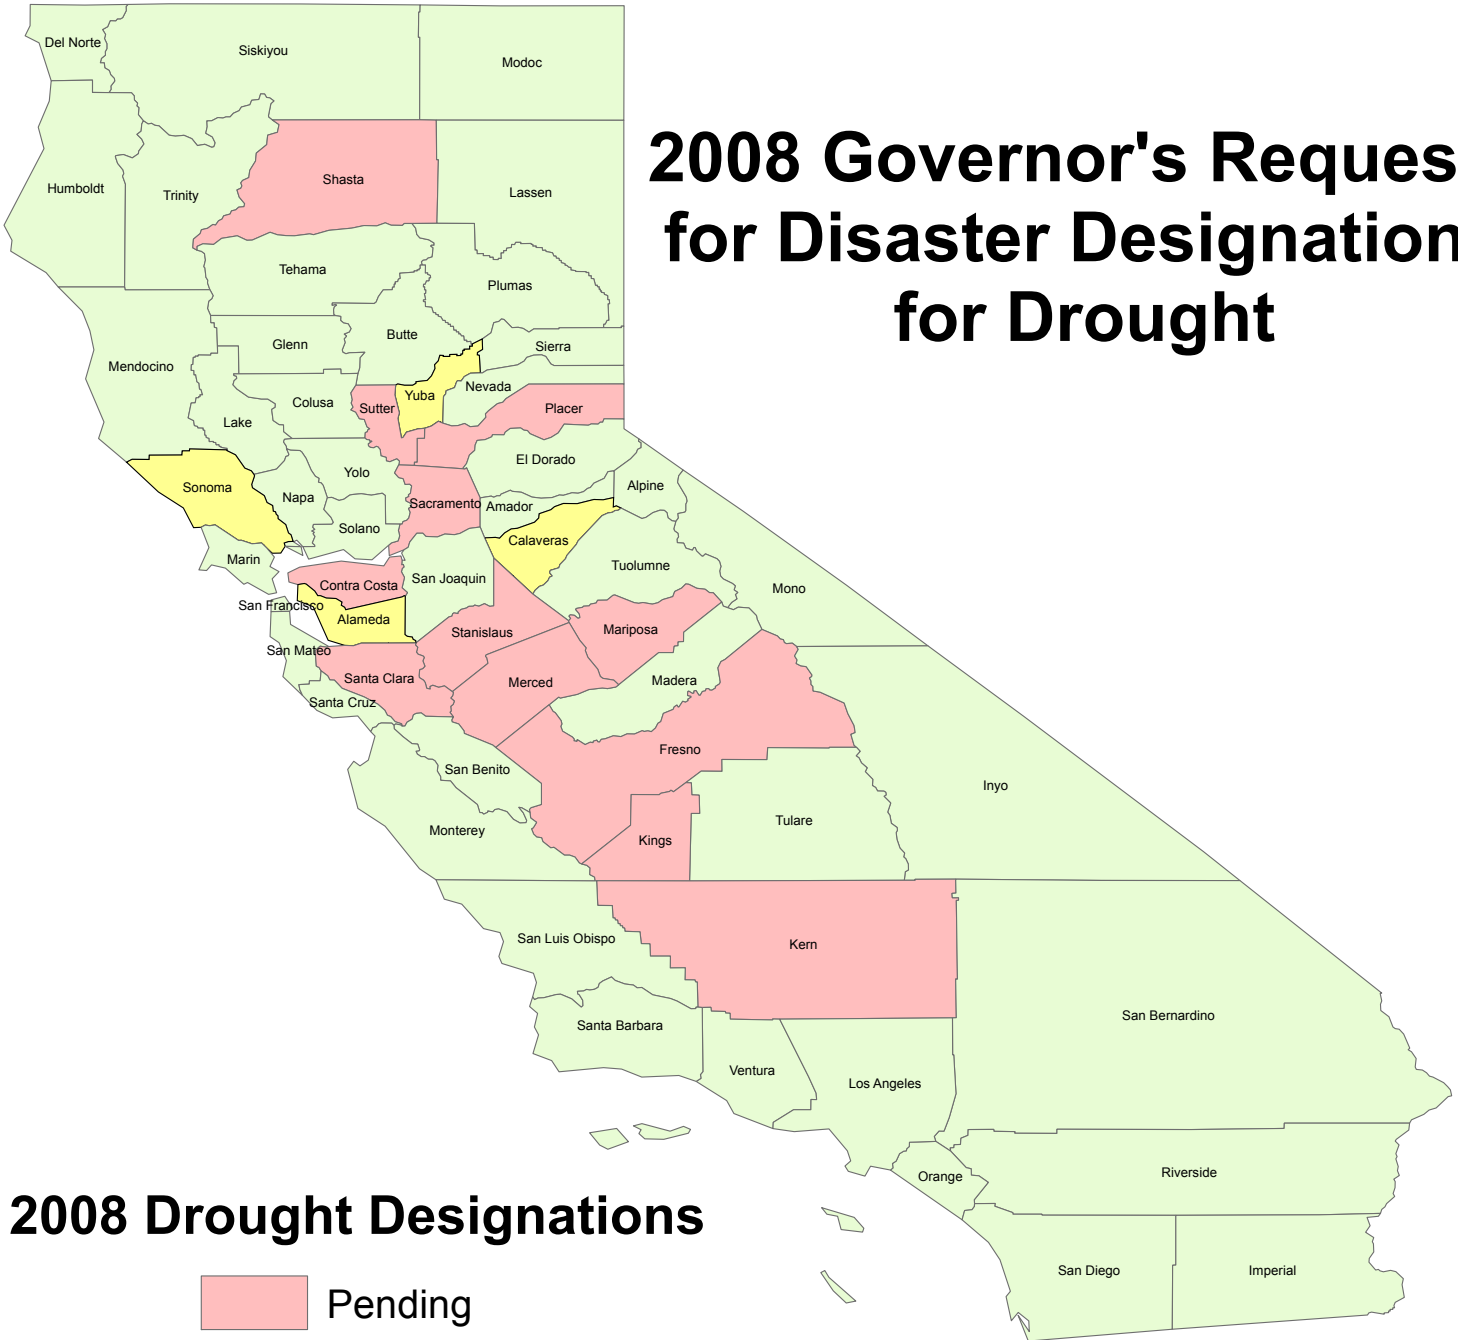 Del Norte
Siskiyou
Modoc
2008 Governor's Reques
for Disaster Designation
for Drought
Humboldt
Trinity
Shasta
Lassen
Tehama
Plumas
Butte
Glenn
Sierra
Mendocino
Nevada
Yuba
Colusa
Sutter
Placer
Lake
El Dorado
Yolo
Sonoma
Napa
Alpine
Sacramento
Amador
Solano
Calaveras
Marin
Tuolumne
San Joaquin
Contra Costa
Mono
San Francisco
Alameda
Stanislaus
Mariposa
San Mateo
Santa Clara
Merced
Madera
Santa Cruz
Fresno
San Benito
Inyo
Tulare
Monterey
Kings
San Luis Obispo
Kern
San Bernardino
Santa Barbara
Ventura
Los Angeles
Orange
Riverside
2008 Drought Designations
San Diego
Imperial
Pending